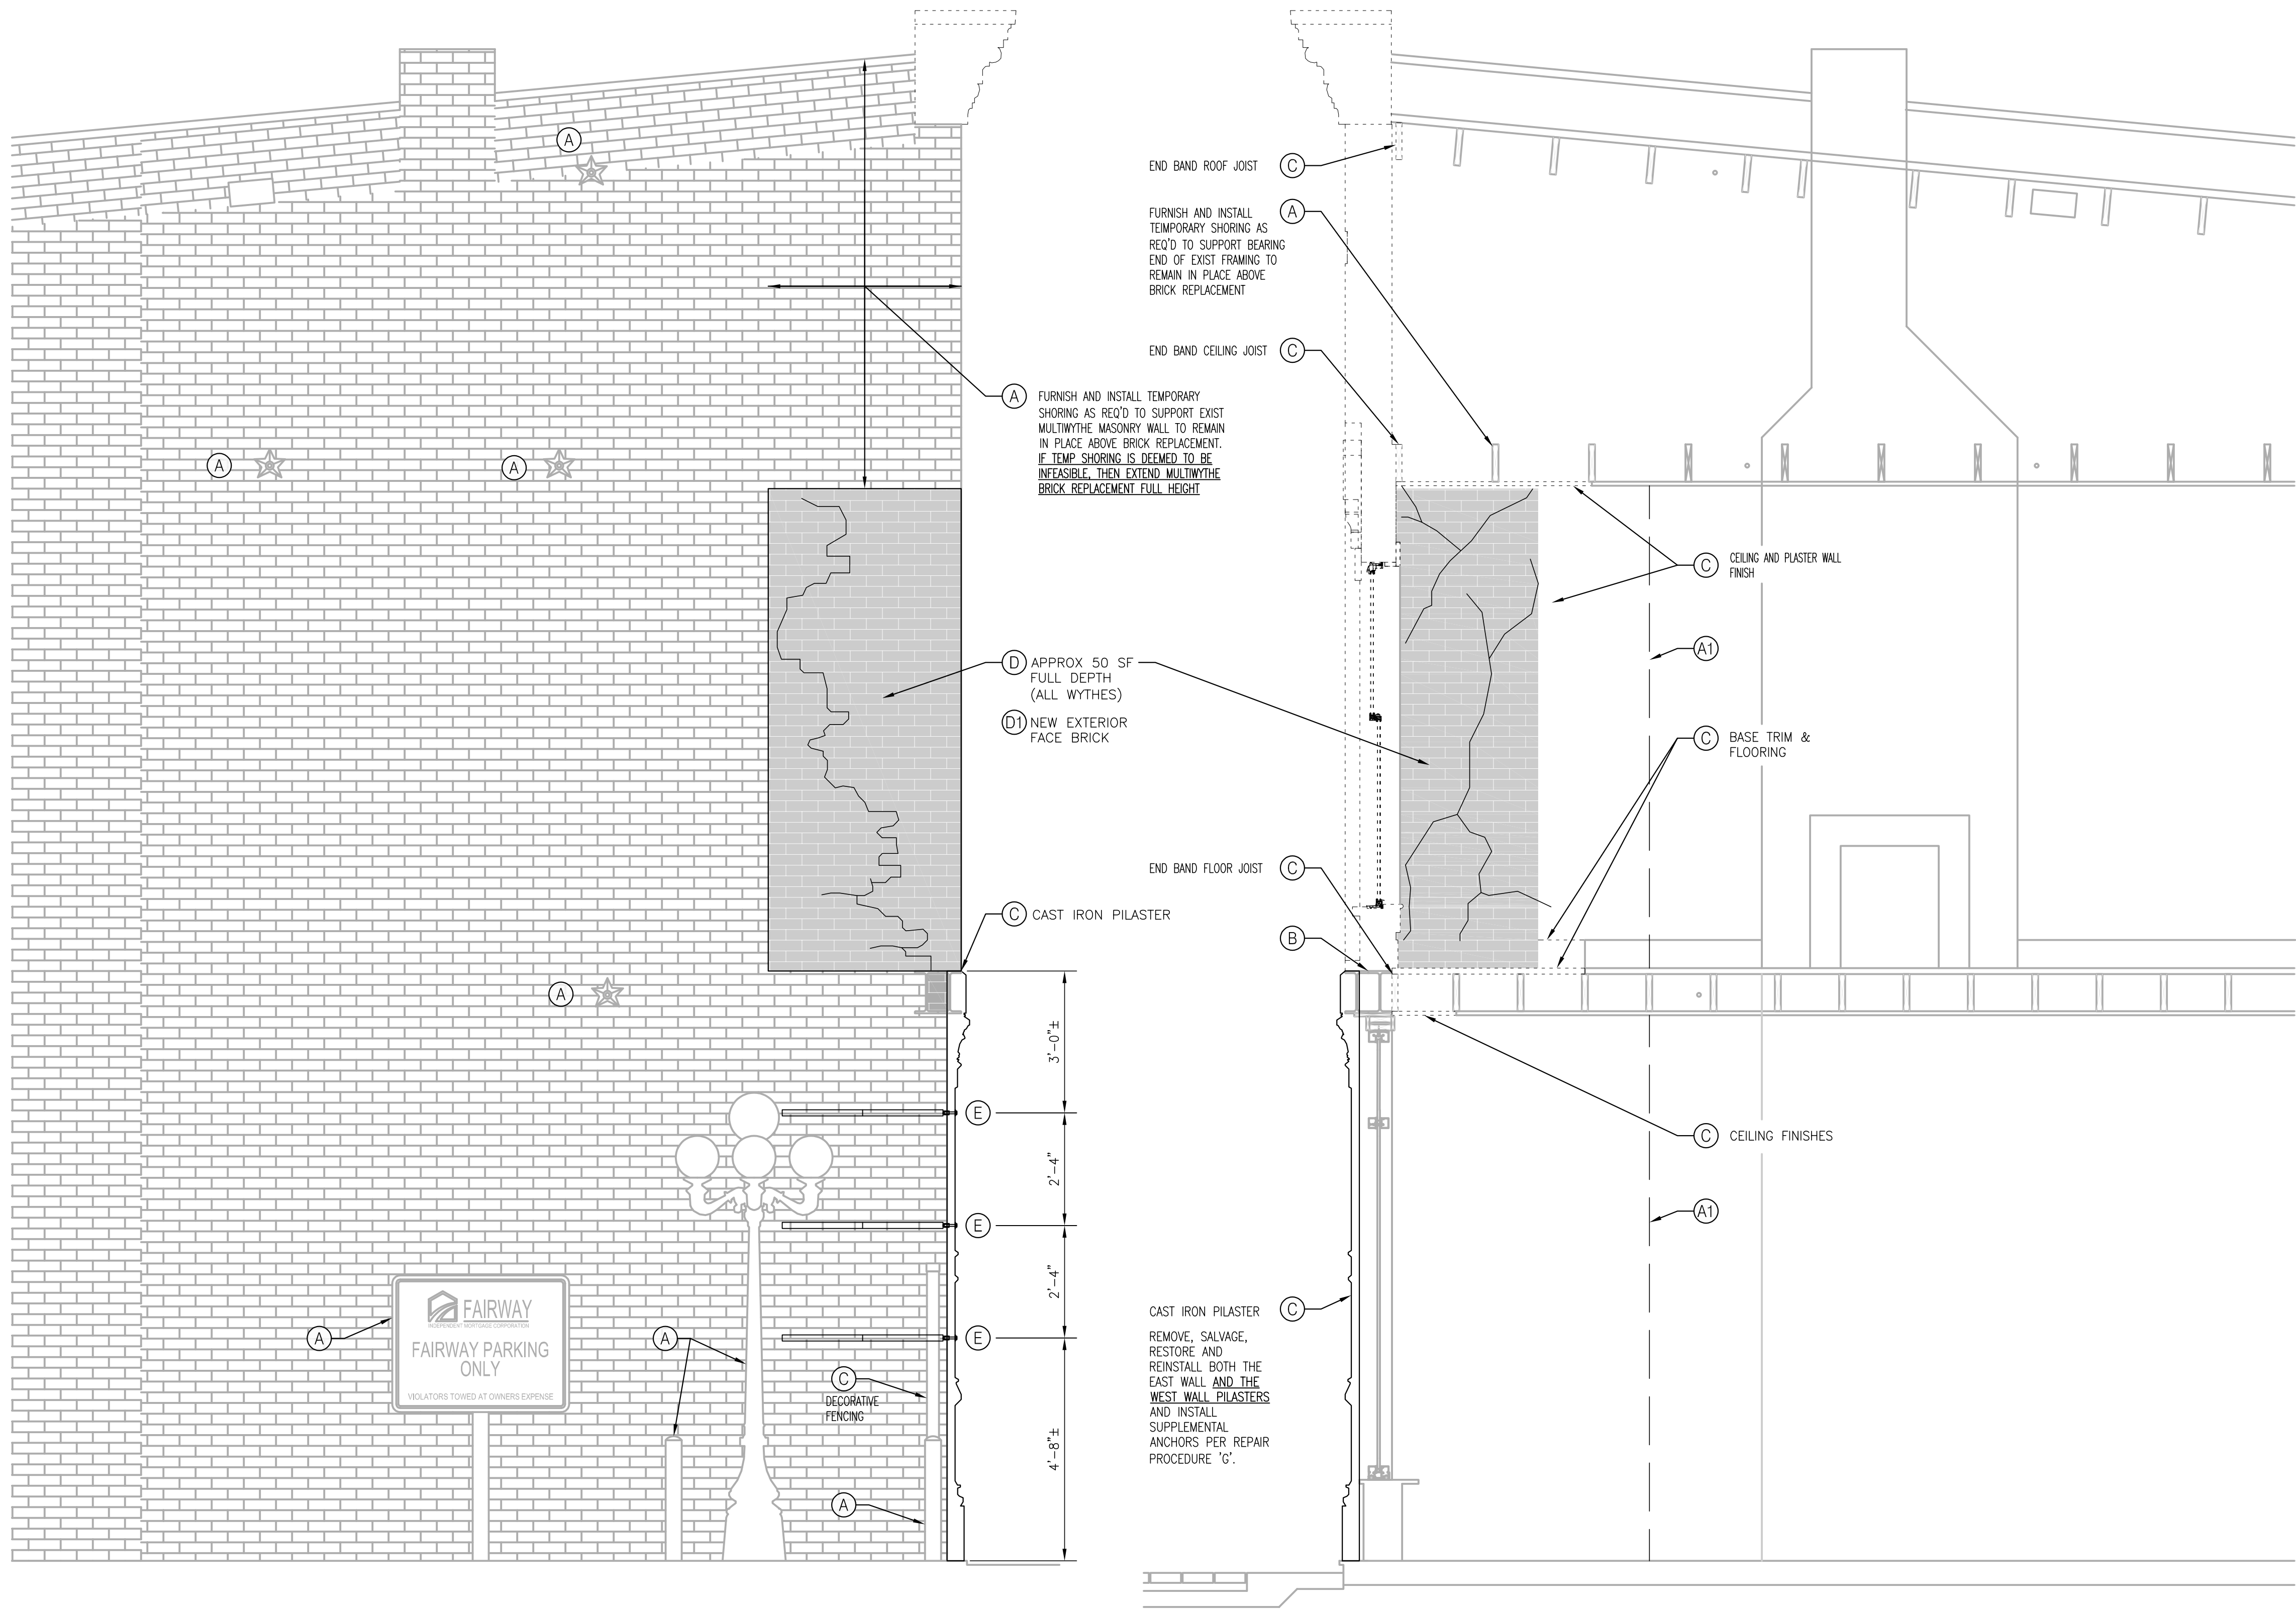 A
A
A
A
FURNISH AND INSTALL TEMPORARY
SHORING AS REQ'D TO SUPPORT EXIST
MULTIWYTHE MASONRY WALL TO REMAIN
IN PLACE ABOVE BRICK REPLACEMENT.
IF TEMP SHORING IS DEEMED TO BE
INFEASIBLE, THEN EXTEND MULTIWYTHE
BRICK REPLACEMENT FULL HEIGHT
D
APPROX 50 SF
FULL DEPTH
(ALL WYTHES)
D1
NEW EXTERIOR
FACE BRICK
C
CAST IRON PILASTER
A
3'-0"±
E
2'-4"
E
2'-4"
E
4'-8"±
FAIRWAY
INDEPENDENT MORTGAGE CORPORATION
FAIRWAY PARKING
ONLY
VIOLATORS TOWED AT OWNERS EXPENSE
A
A
C
DECORATIVE
FENCING
A
END BAND ROOF JOIST
C
FURNISH AND INSTALL
TEIMPORARY SHORING AS
REQ'D TO SUPPORT BEARING
END OF EXIST FRAMING TO
REMAIN IN PLACE ABOVE
BRICK REPLACEMENT
A
END BAND CEILING JOIST
C
C
CEILING AND PLASTER WALL
FINISH
A1
C
BASE TRIM &
FLOORING
END BAND FLOOR JOIST
C
B
C
CEILING FINISHES
A1
CAST IRON PILASTER
C
REMOVE, SALVAGE,
RESTORE AND
REINSTALL BOTH THE
EAST WALL AND THE
WEST WALL PILASTERS
AND INSTALL
SUPPLEMENTAL
ANCHORS PER REPAIR
PROCEDURE 'G'.